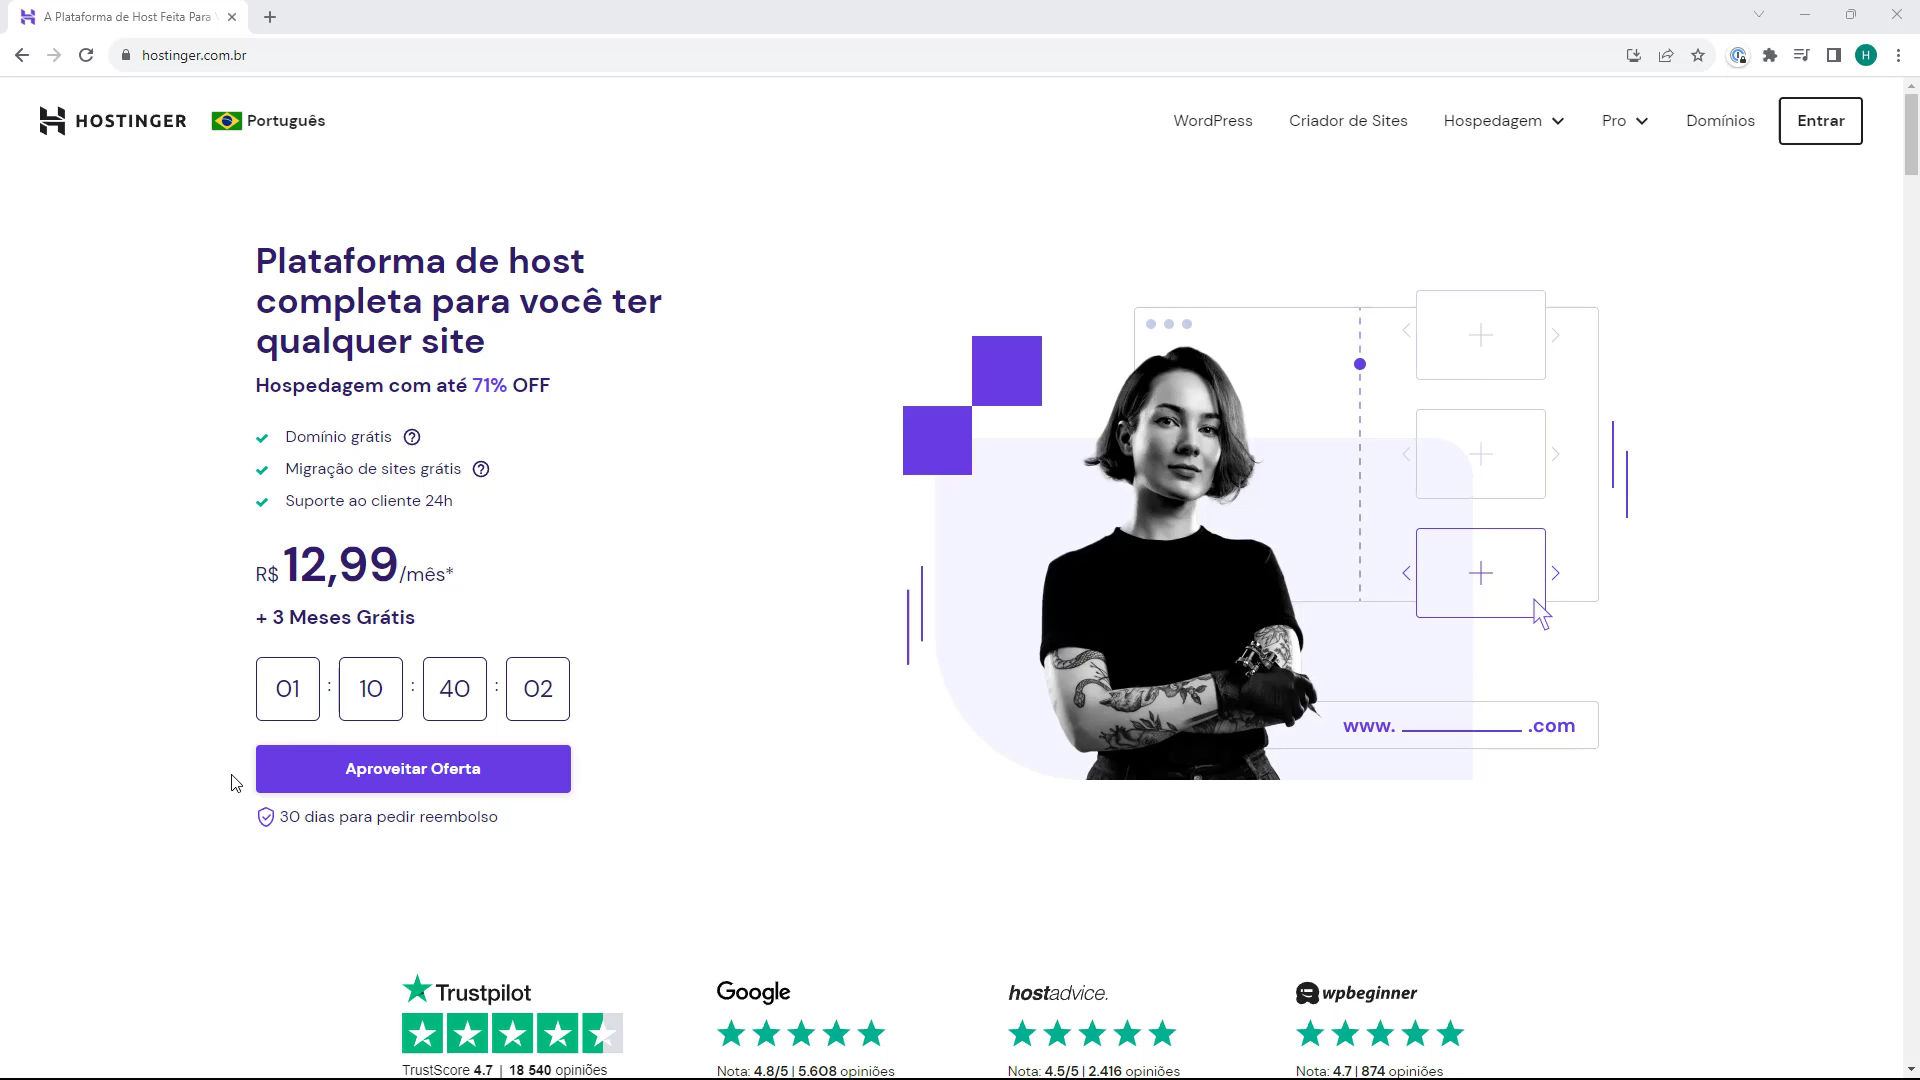 A Plataforma de Host Feita Para
hostinger.com.br
H
HOSTINGER
Português
WordPress
Criador de Sites
Hospedagem
Pro
Domínios
Entrar
Plataforma de host
completa para você ter
qualquer site
Hospedagem com até 71% OFF
Domínio grátis
Migração de sites grátis
Suporte ao cliente 24h
R$ 12,99/mês*
+ 3 Meses Grátis
01 : 10 : 40 : 02
Aproveitar Oferta
30 dias para pedir reembolso
www. ____________ .com
Trustpilot
TrustScore 4.7 | 18 540 opiniões
Google
Nota: 4.8/5 | 5.608 opiniões
hostadvice.
Nota: 4.5/5 | 2.416 opiniões
wpbeginner
Nota: 4.7 | 874 opiniões